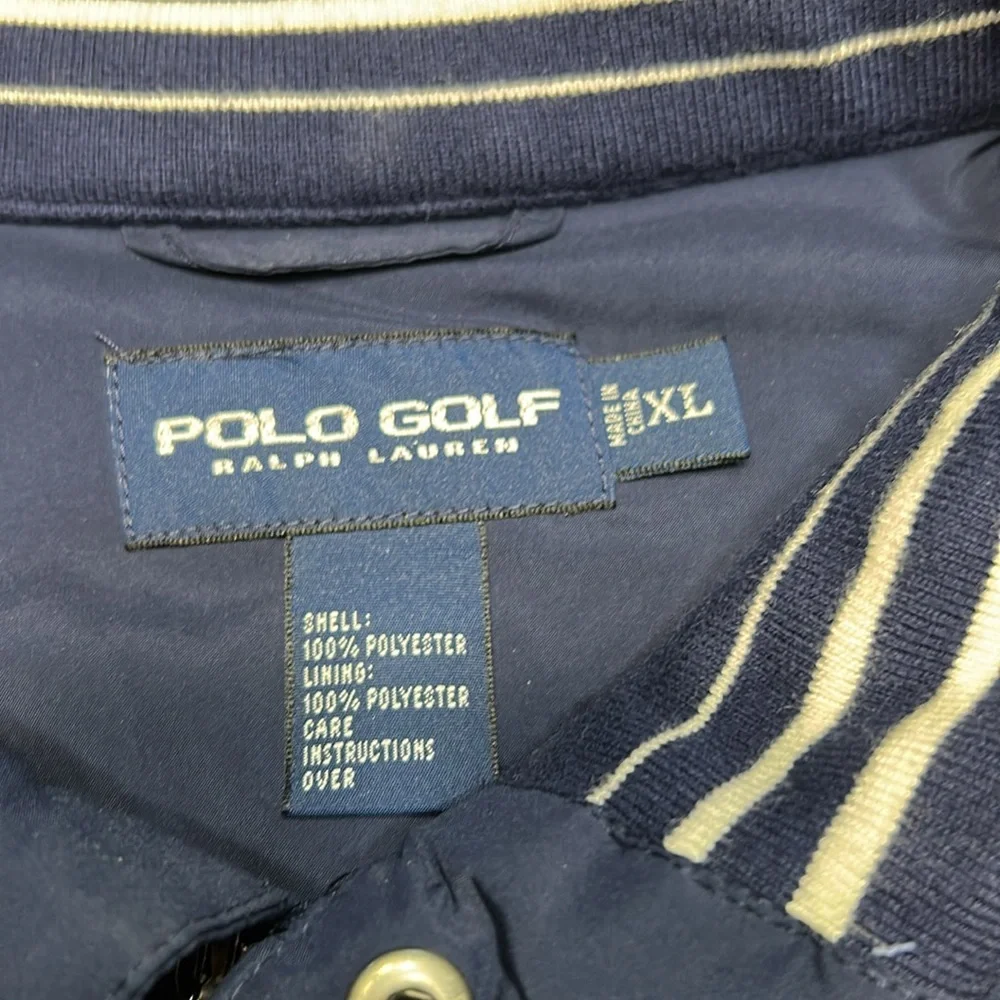 POLO GOLF
RALPH LAUREN
MADE IN
CHINA
XL
SHELL:
100% POLYESTER
LINING:
100% POLYESTER
CARE
INSTRUCTIONS
OVER